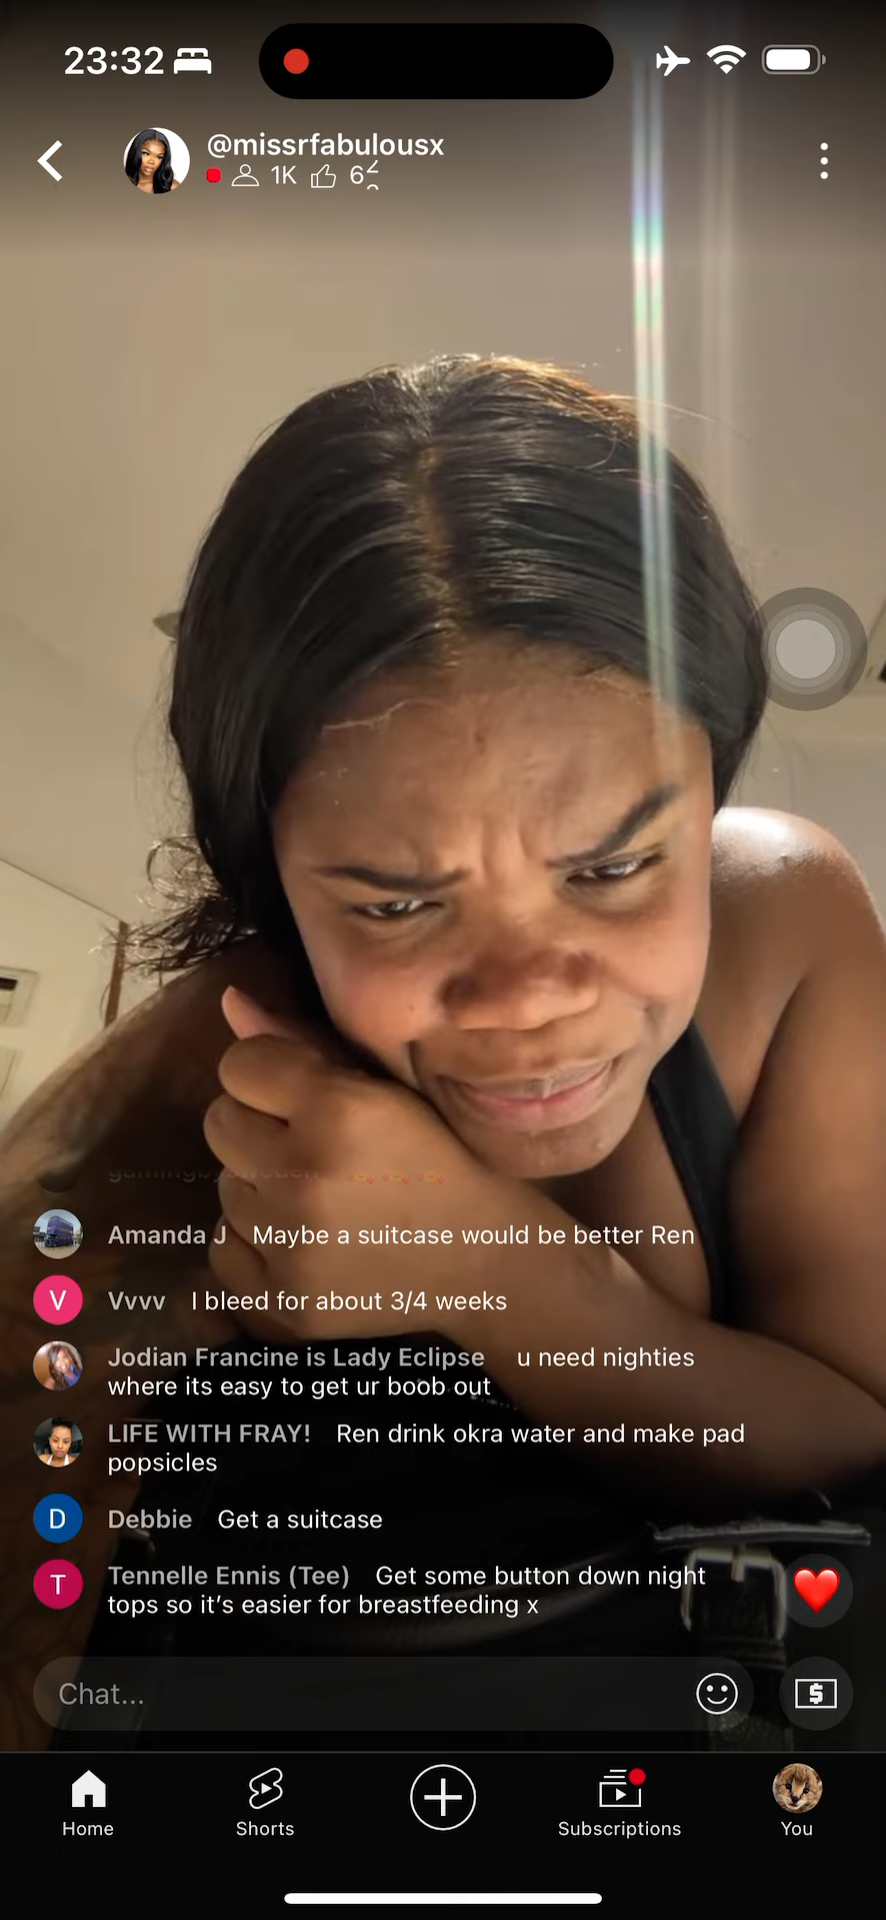 23:32
@missrfabulousx
1K
Amanda J Maybe a suitcase would be better Ren
Vvvv I bleed for about 3/4 weeks
Jodian Francine is Lady Eclipse u need nighties
where its easy to get ur boob out
LIFE WITH FRAY! Ren drink okra water and make pad
popsicles
V
D
Debbie Get a suitcase
T
Tennelle Ennis (Tee) Get some button down night
tops so it’s easier for breastfeeding x
Chat...
$
Home
Shorts
Subscriptions
You